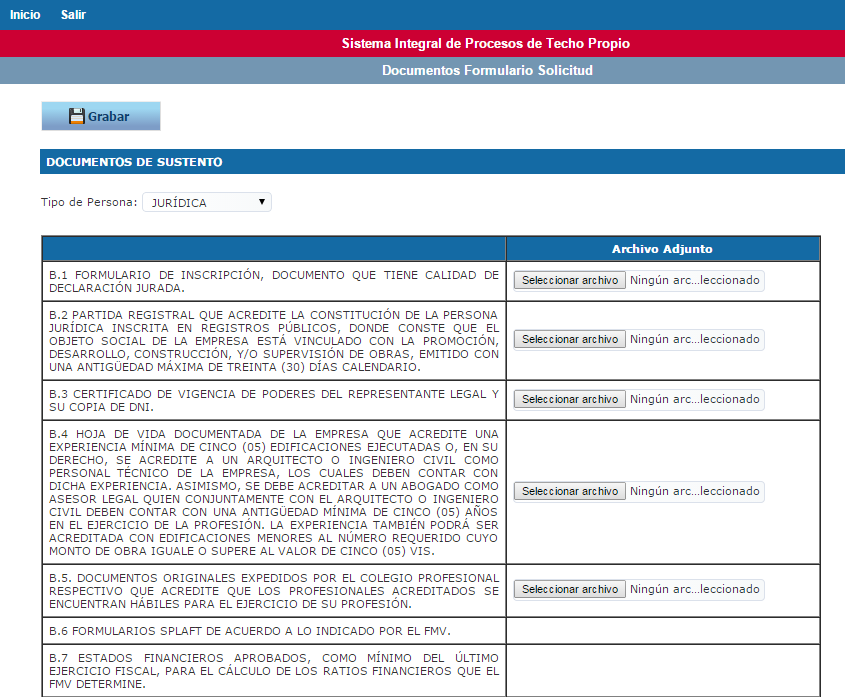 Inicio Salir
Sistema Integral de Procesos de Techo Propio
Documentos Formulario Solicitud
Grabar
DOCUMENTOS DE SUSTENTO
Tipo de Persona: JURÍDICA
Archivo Adjunto
B.1 FORMULARIO DE INSCRIPCIÓN, DOCUMENTO QUE TIENE CALIDAD DE
DECLARACIÓN JURADA.
Seleccionar archivo Ningún arc...leccionado
B.2 PARTIDA REGISTRAL QUE ACREDITE LA CONSTITUCIÓN DE LA PERSONA
JURÍDICA INSCRITA EN REGISTROS PÚBLICOS, DONDE CONSTE QUE EL
OBJETO SOCIAL DE LA EMPRESA ESTÁ VINCULADO CON LA PROMOCIÓN,
DESARROLLO, CONSTRUCCIÓN, Y/O SUPERVISIÓN DE OBRAS, EMITIDO CON
UNA ANTIGÜEDAD MÁXIMA DE TREINTA (30) DÍAS CALENDARIO.
Seleccionar archivo Ningún arc...leccionado
B.3 CERTIFICADO DE VIGENCIA DE PODERES DEL REPRESENTANTE LEGAL Y
SU COPIA DE DNI.
Seleccionar archivo Ningún arc...leccionado
B.4 HOJA DE VIDA DOCUMENTADA DE LA EMPRESA QUE ACREDITE UNA
EXPERIENCIA MÍNIMA DE CINCO (05) EDIFICACIONES EJECUTADAS O, EN SU
DERECHO, SE ACREDITE A UN ARQUITECTO O INGENIERO CIVIL COMO
PERSONAL TÉCNICO DE LA EMPRESA, LOS CUALES DEBEN CONTAR CON
DICHA EXPERIENCIA. ASIMISMO, SE DEBE ACREDITAR A UN ABOGADO COMO
ASESOR LEGAL QUIEN CONJUNTAMENTE CON EL ARQUITECTO O INGENIERO
CIVIL DEBEN CONTAR CON UNA ANTIGÜEDAD MÍNIMA DE CINCO (05) AÑOS
EN EL EJERCICIO DE LA PROFESIÓN. LA EXPERIENCIA TAMBIÉN PODRÁ SER
ACREDITADA CON EDIFICACIONES MENORES AL NÚMERO REQUERIDO CUYO
MONTO DE OBRA IGUALE O SUPERE AL VALOR DE CINCO (05) VIS.
Seleccionar archivo Ningún arc...leccionado
B.5. DOCUMENTOS ORIGINALES EXPEDIDOS POR EL COLEGIO PROFESIONAL
RESPECTIVO QUE ACREDITE QUE LOS PROFESIONALES ACREDITADOS SE
ENCUENTRAN HÁBILES PARA EL EJERCICIO DE SU PROFESIÓN.
Seleccionar archivo Ningún arc...leccionado
B.6 FORMULARIOS SPLAFT DE ACUERDO A LO INDICADO POR EL FMV.
B.7 ESTADOS FINANCIEROS APROBADOS, COMO MÍNIMO DEL ÚLTIMO
EJERCICIO FISCAL, PARA EL CÁLCULO DE LOS RATIOS FINANCIEROS QUE EL
FMV DETERMINE.